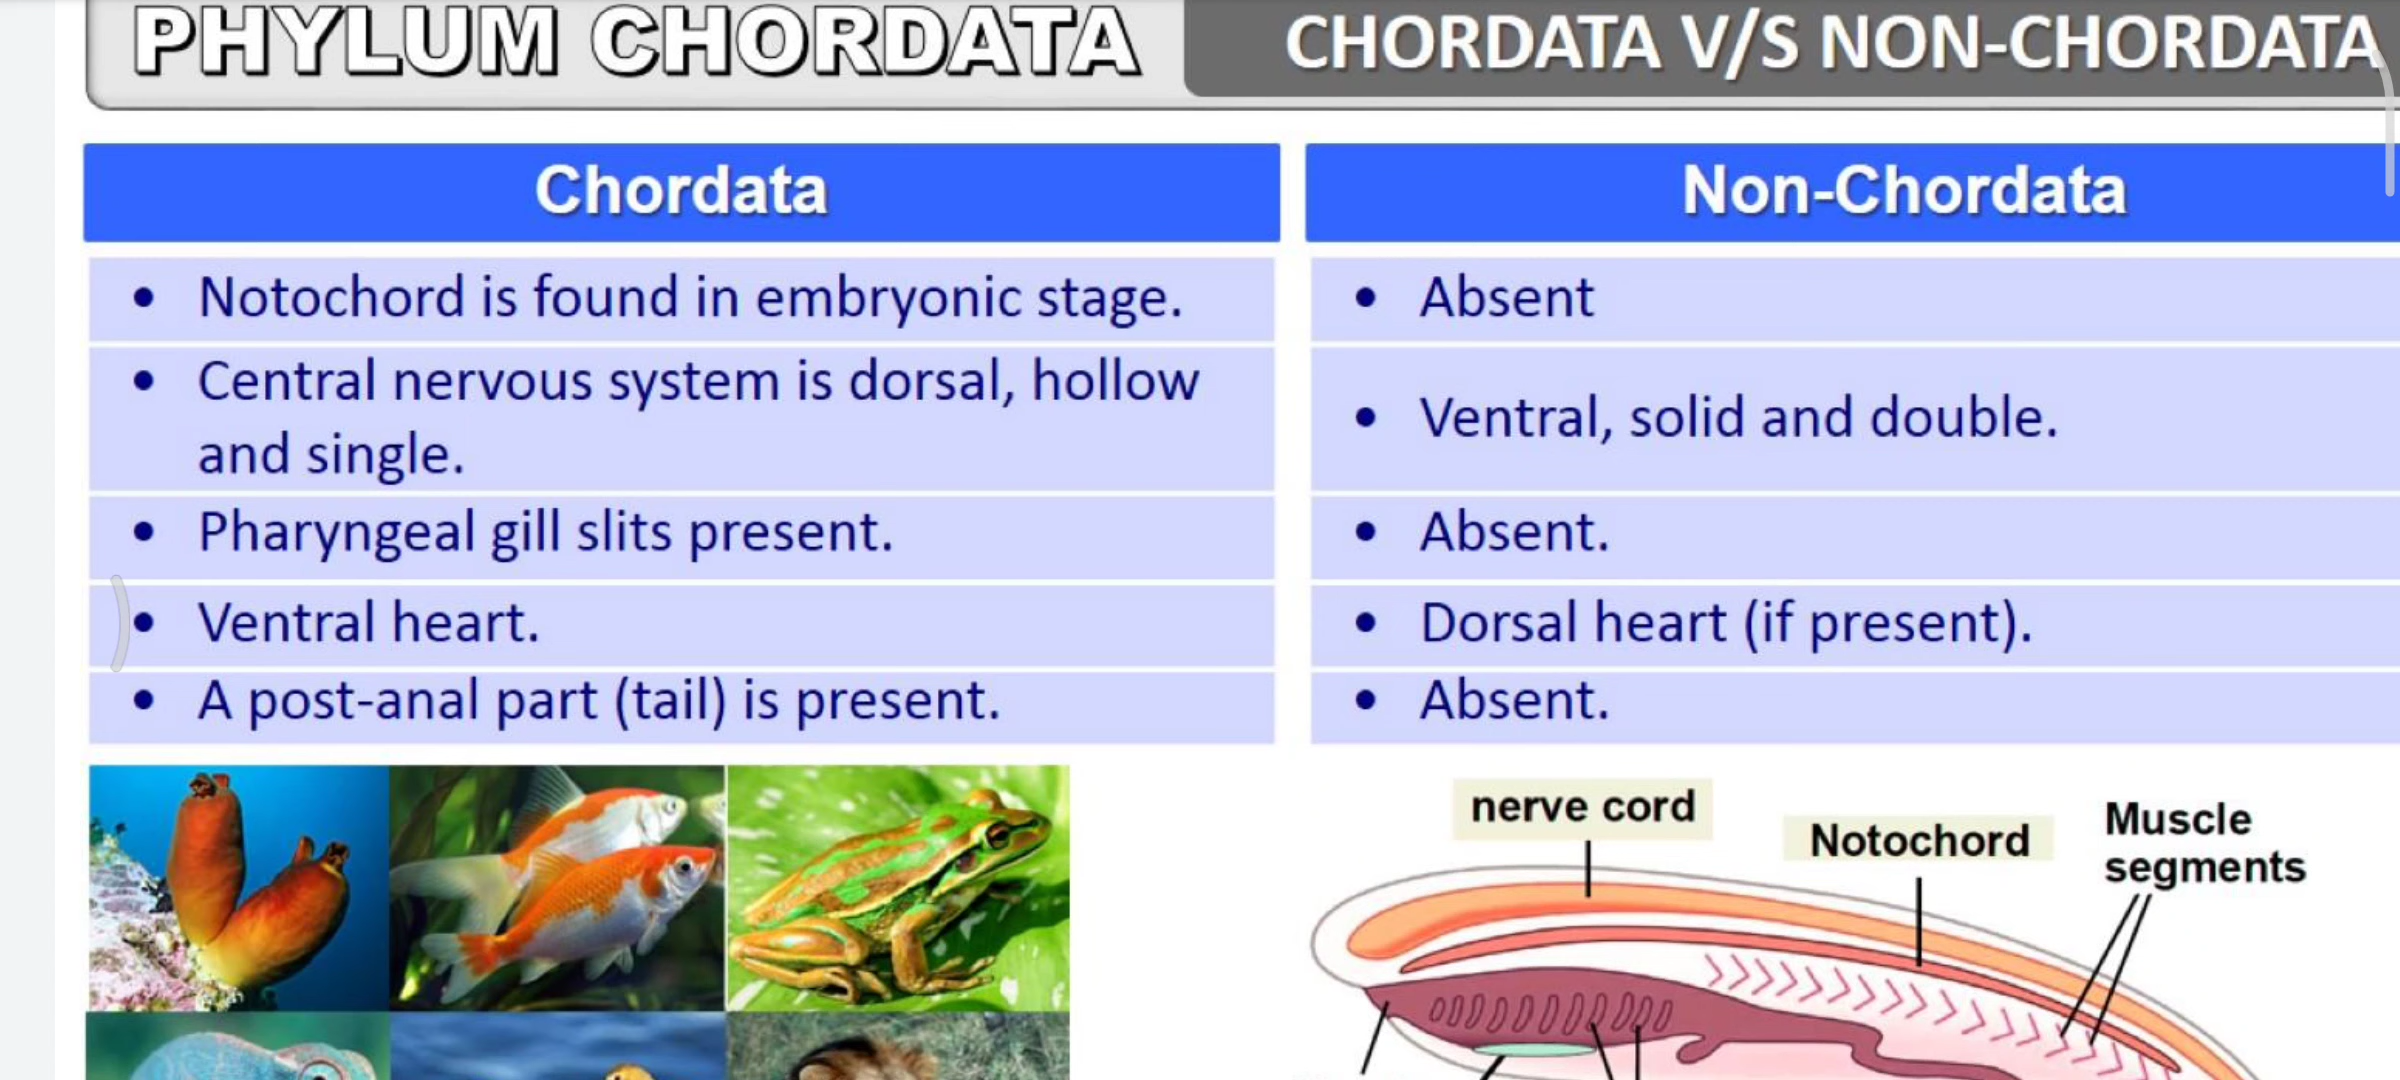 PHYLUM CHORDATA
CHORDATA V/S NON-CHORDATA
Chordata
Non-Chordata
• Notochord is found in embryonic stage.
• Absent
• Central nervous system is dorsal, hollow
and single.
• Ventral, solid and double.
• Pharyngeal gill slits present.
• Absent.
• Ventral heart.
• Dorsal heart (if present).
• A post-anal part (tail) is present.
• Absent.
nerve cord
Notochord
Muscle
segments